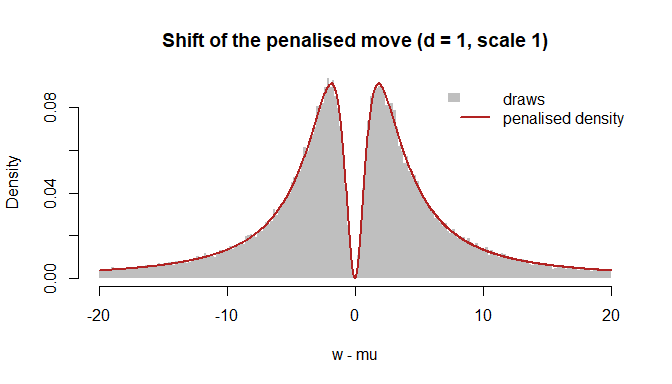 Shift of the penalised move (d = 1, scale 1)
draws
penalised density
Density
0.08
0.04
0.00
-20
-10
0
10
20
w - mu